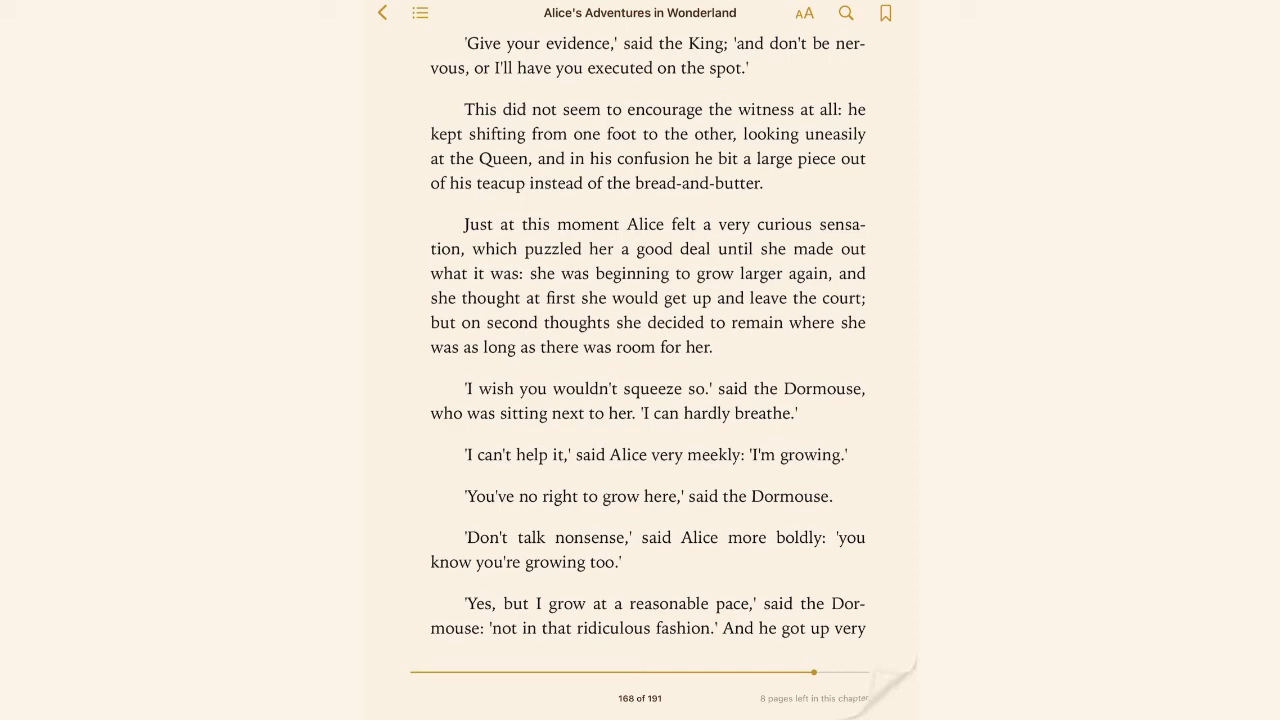 Alice's Adventures in Wonderland
AA
'Give your evidence,' said the King; 'and don't be ner-
vous, or I'll have you executed on the spot.'
This did not seem to encourage the witness at all: he
kept shifting from one foot to the other, looking uneasily
at the Queen, and in his confusion he bit a large piece out
of his teacup instead of the bread-and-butter.
Just at this moment Alice felt a very curious sensa-
tion, which puzzled her a good deal until she made out
what it was: she was beginning to grow larger again, and
she thought at first she would get up and leave the court;
but on second thoughts she decided to remain where she
was as long as there was room for her.
'I wish you wouldn't squeeze so.' said the Dormouse,
who was sitting next to her. 'I can hardly breathe.'
'I can't help it,' said Alice very meekly: 'I'm growing.'
'You've no right to grow here,' said the Dormouse.
'Don't talk nonsense,' said Alice more boldly: 'you
know you're growing too.'
'Yes, but I grow at a reasonable pace,' said the Dor-
mouse: 'not in that ridiculous fashion.' And he got up very
168 of 191
8 pages left in this chapter